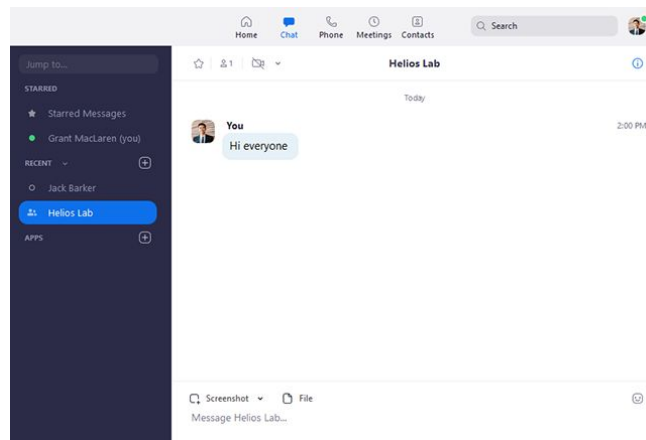 Home Chat Phone Meetings Contacts Search
Jump to...
STARRED
Starred Messages
Grant MacLaren (you)
RECENT
Jack Barker
Helios Lab
APPS
1 Helios Lab
Today
You 2:00 PM
Hi everyone
Screenshot File
Message Helios Lab...